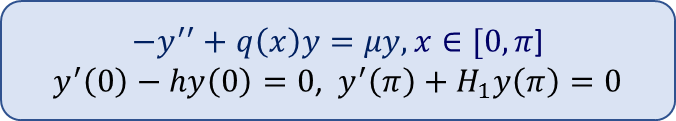 −y′′ + q(x)y = μy, x ∈ [0, π]
y′(0) − hy(0) = 0, y′(π) + H₁y(π) = 0